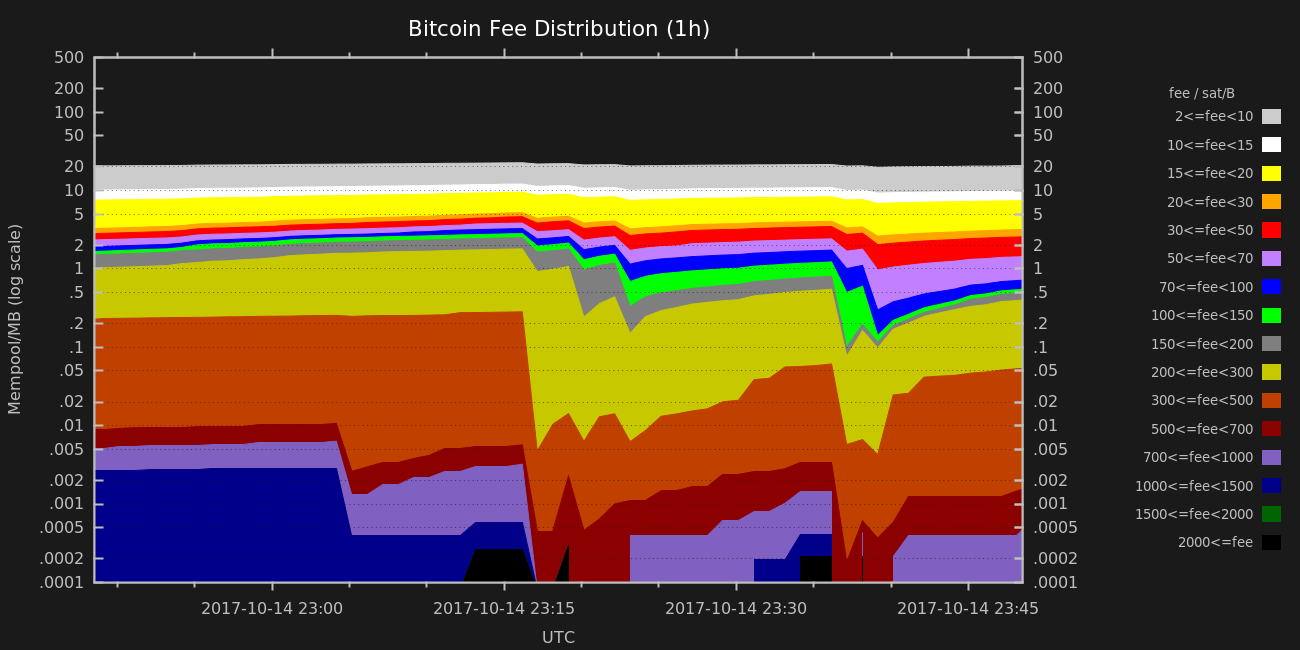 Bitcoin Fee Distribution (1h)
500
200
100
50
20
10
5
2
1
.5
.2
.1
.05
.02
.01
.005
.002
.001
.0005
.0002
.0001
Mempool/MB (log scale)
500
200
100
50
20
10
5
2
1
.5
.2
.1
.05
.02
.01
.005
.002
.001
.0005
.0002
.0001
2017-10-14 23:00
2017-10-14 23:15
2017-10-14 23:30
2017-10-14 23:45
UTC
fee / sat/B
2<=fee<10
10<=fee<15
15<=fee<20
20<=fee<30
30<=fee<50
50<=fee<70
70<=fee<100
100<=fee<150
150<=fee<200
200<=fee<300
300<=fee<500
500<=fee<700
700<=fee<1000
1000<=fee<1500
1500<=fee<2000
2000<=fee